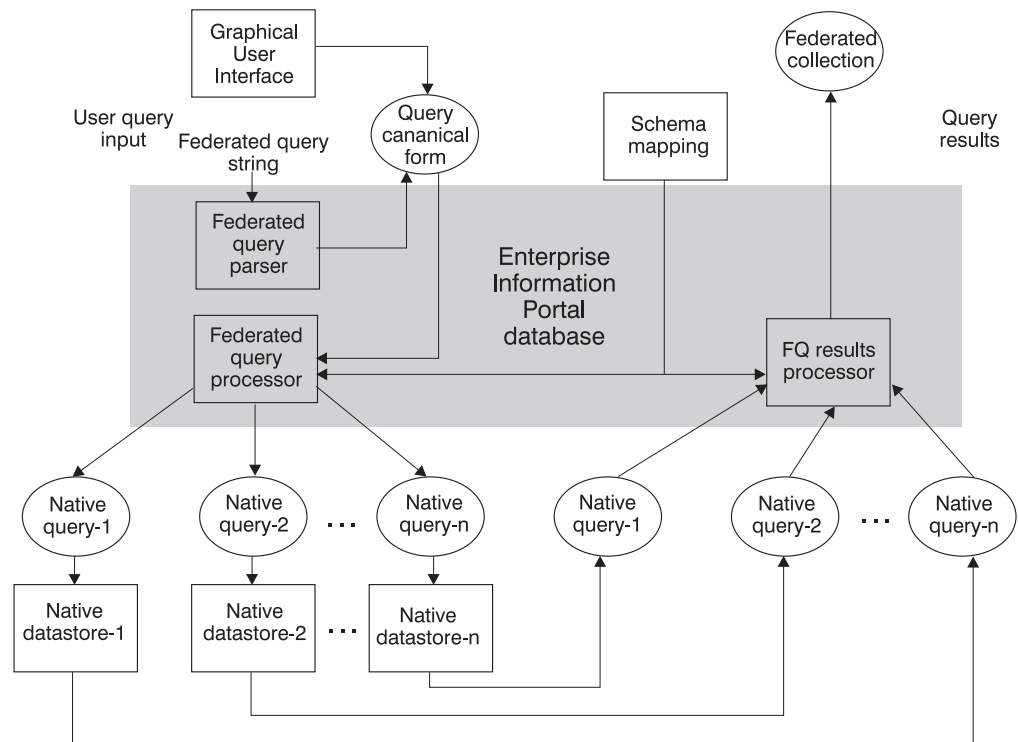 Graphical
User
Interface
Federated
collection
User query
input
Federated query
string
Query
cananical
form
Schema
mapping
Query
results
Federated
query
parser
Enterprise
Information
Portal
database
Federated
query
processor
FQ results
processor
Native
query-1
Native
query-2
...
Native
query-n
Native
query-1
Native
query-2
...
Native
query-n
Native
datastore-1
Native
datastore-2
...
Native
datastore-n